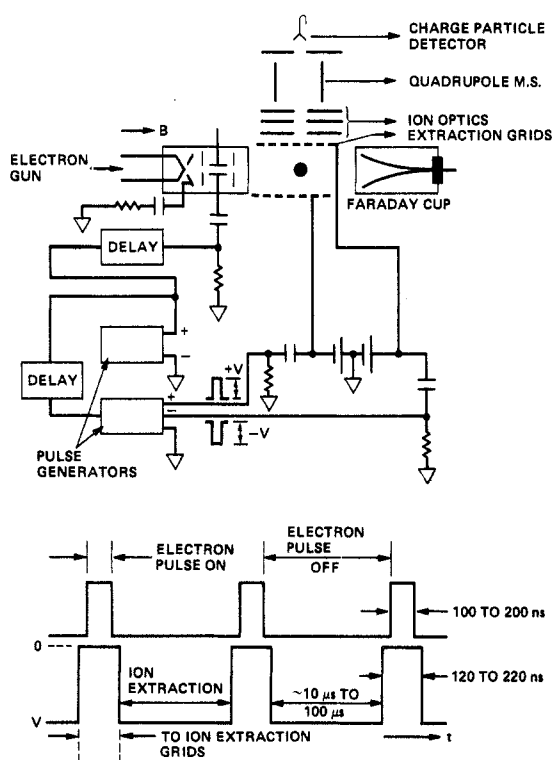 CHARGE PARTICLE
DETECTOR
QUADRUPOLE M.S.
ION OPTICS
EXTRACTION GRIDS
B
ELECTRON
GUN
FARADAY CUP
DELAY
+
−
DELAY
+V
+
−
−V
PULSE
GENERATORS
ELECTRON
PULSE ON
ELECTRON
PULSE
OFF
100 TO 200 ns
0
ION
EXTRACTION
~10 μs TO
100 μs
120 TO 220 ns
V
TO ION EXTRACTION
GRIDS
t